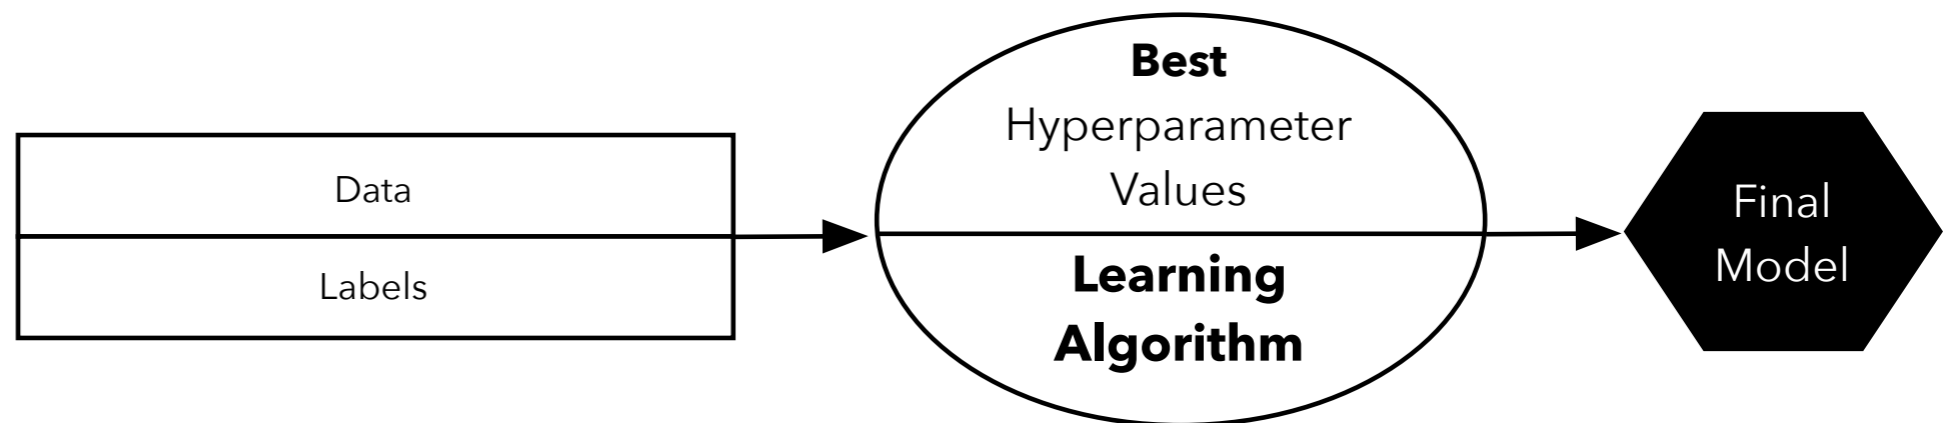 Data
Labels
Best
Hyperparameter
Values
Learning
Algorithm
Final
Model